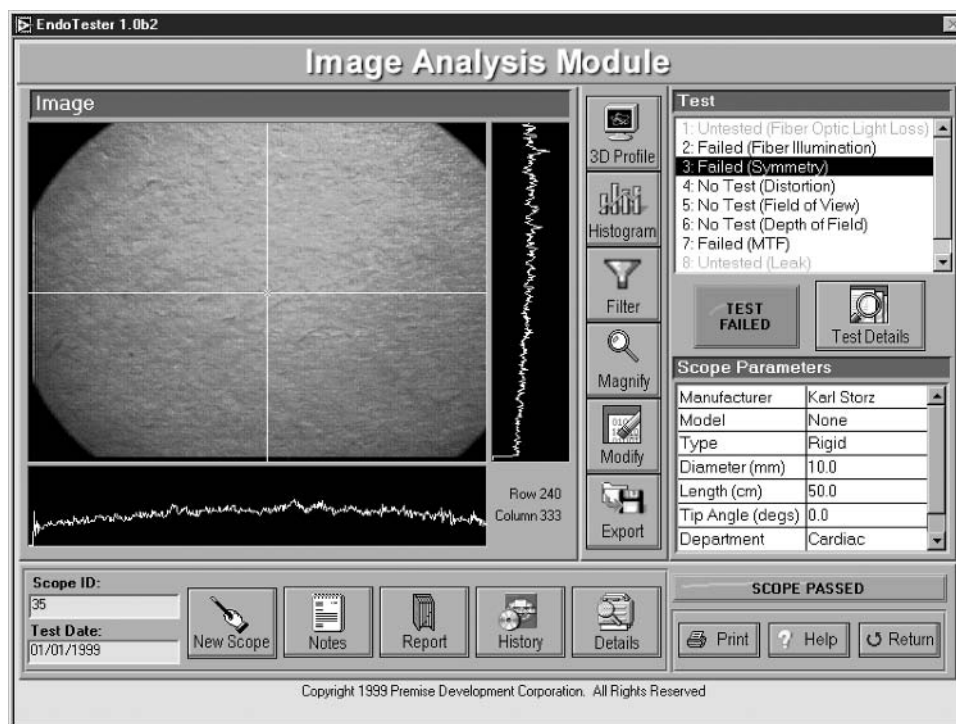 EndoTester 1.0b2
Image Analysis Module
Image
3D Profile
Histogram
Filter
Magnify
Modify
Export
Row 240
Column 333
Test
1: Untested (Fiber Optic Light Loss)
2: Failed (Fiber Illumination)
3: Failed (Symmetry)
4: No Test (Distortion)
5: No Test (Field of View)
6: No Test (Depth of Field)
7: Failed (MTF)
8: Untested (Leak)
TEST
FAILED
Test Details
Scope Parameters
Manufacturer Karl Storz
Model None
Type Rigid
Diameter (mm) 10.0
Length (cm) 50.0
Tip Angle (degs) 0.0
Department Cardiac
Scope ID:
35
Test Date:
01/01/1999
New Scope
Notes
Report
History
Details
SCOPE PASSED
Print
Help
Return
Copyright 1999 Premise Development Corporation. All Rights Reserved